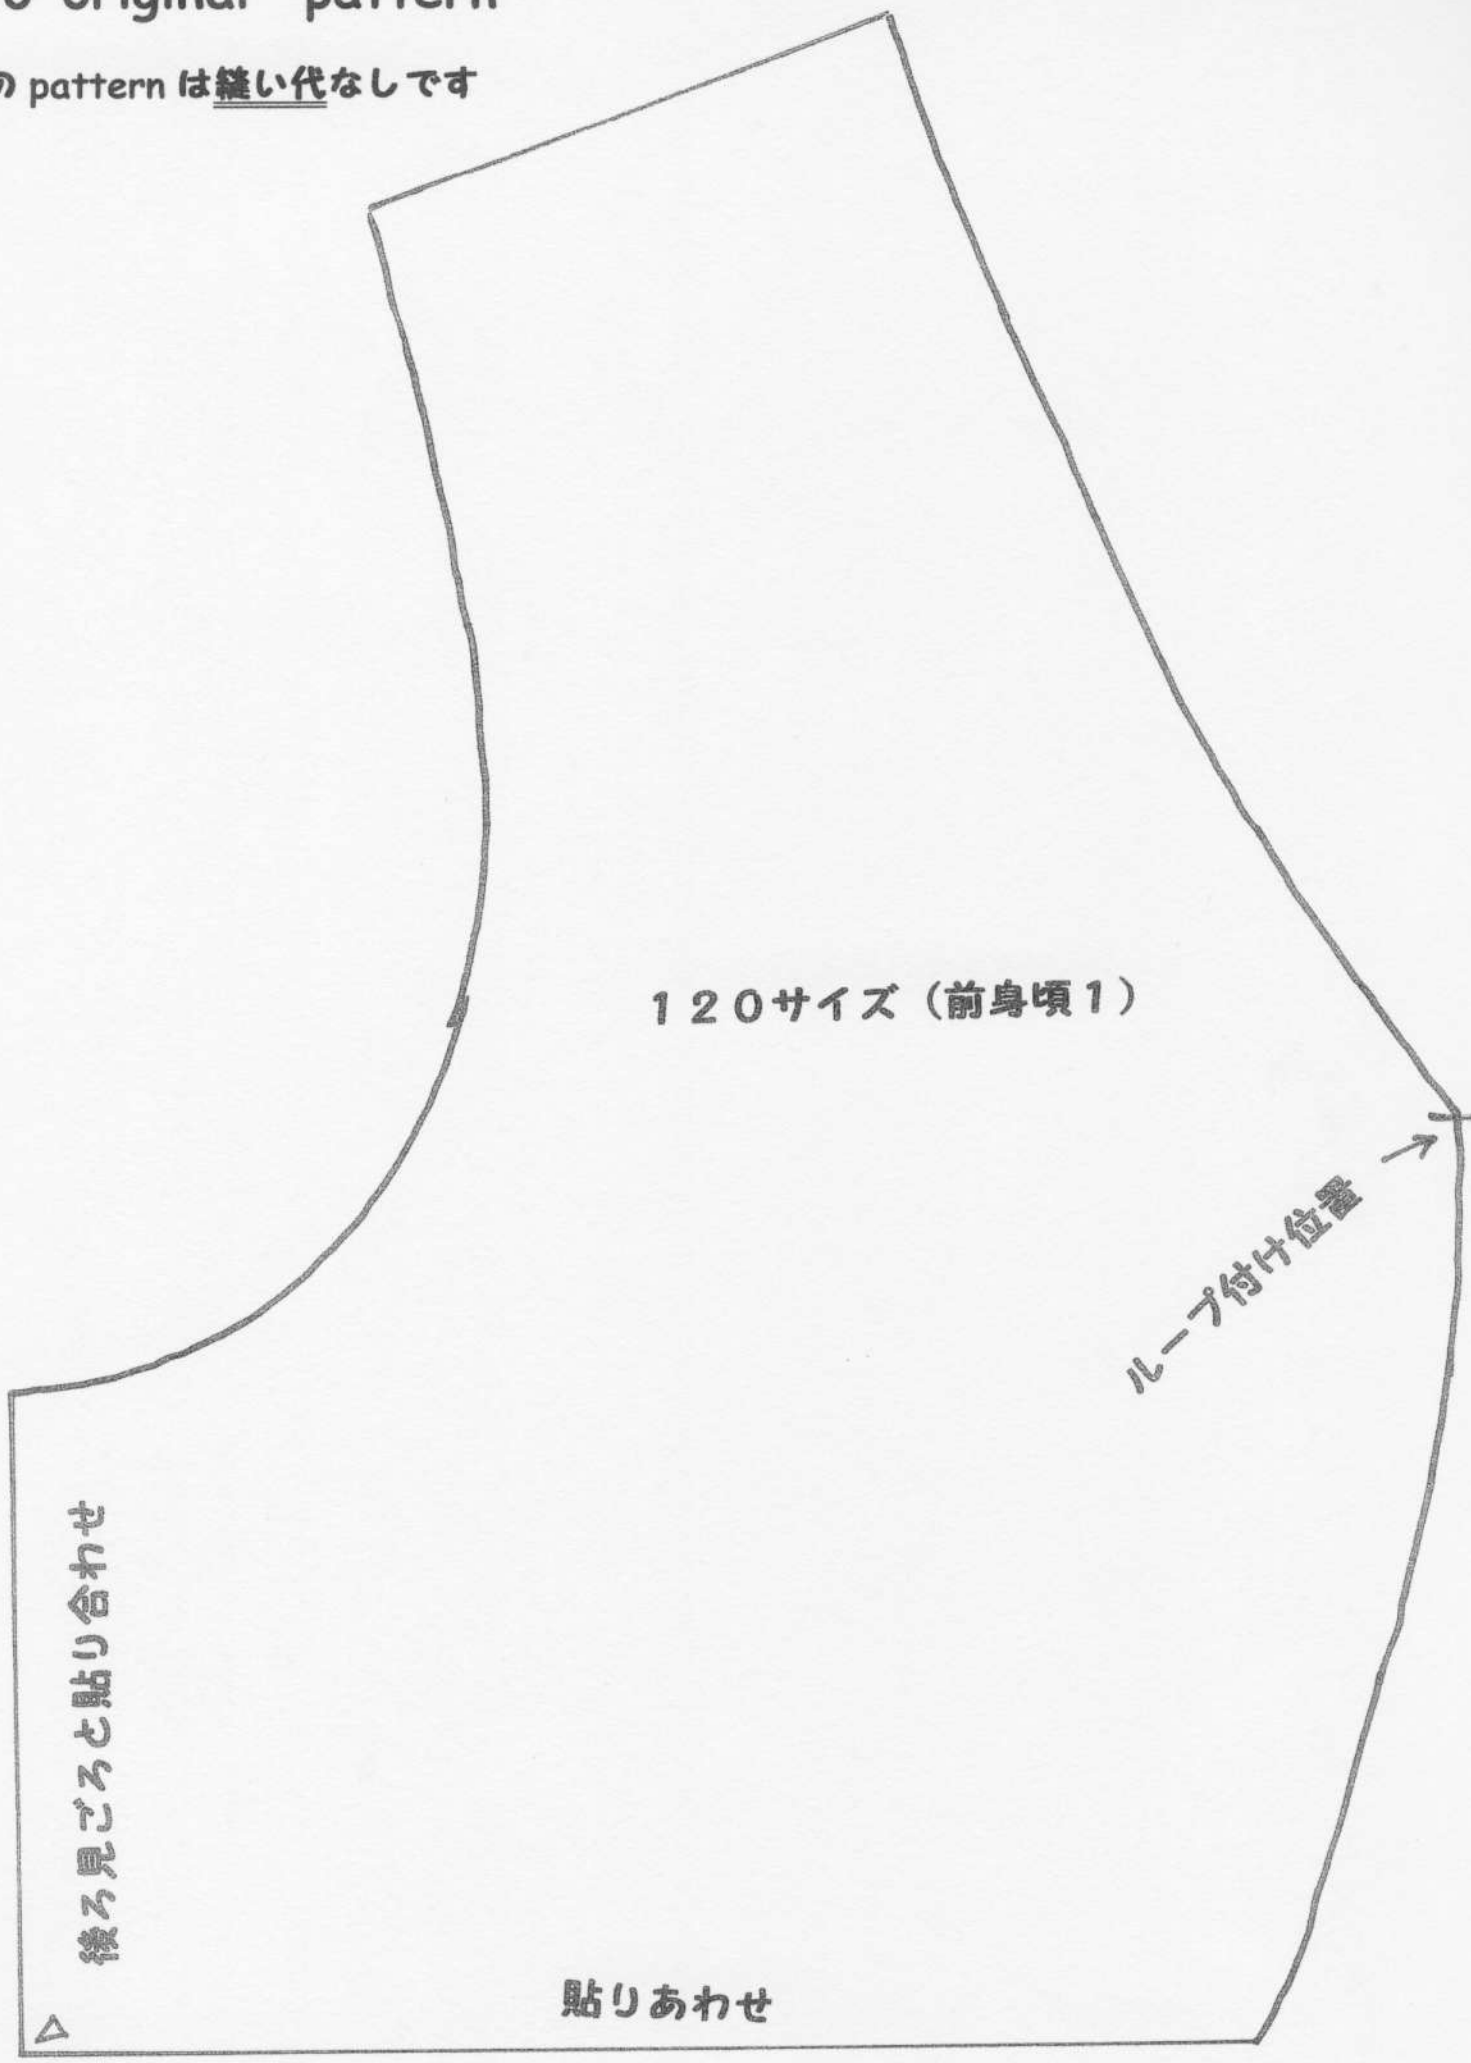 original pattern
pattern は縫い代なしです
120サイズ（前身頃1）
ループ付け位置
後ろ見ごろと貼り合わせ
貼りあわせ